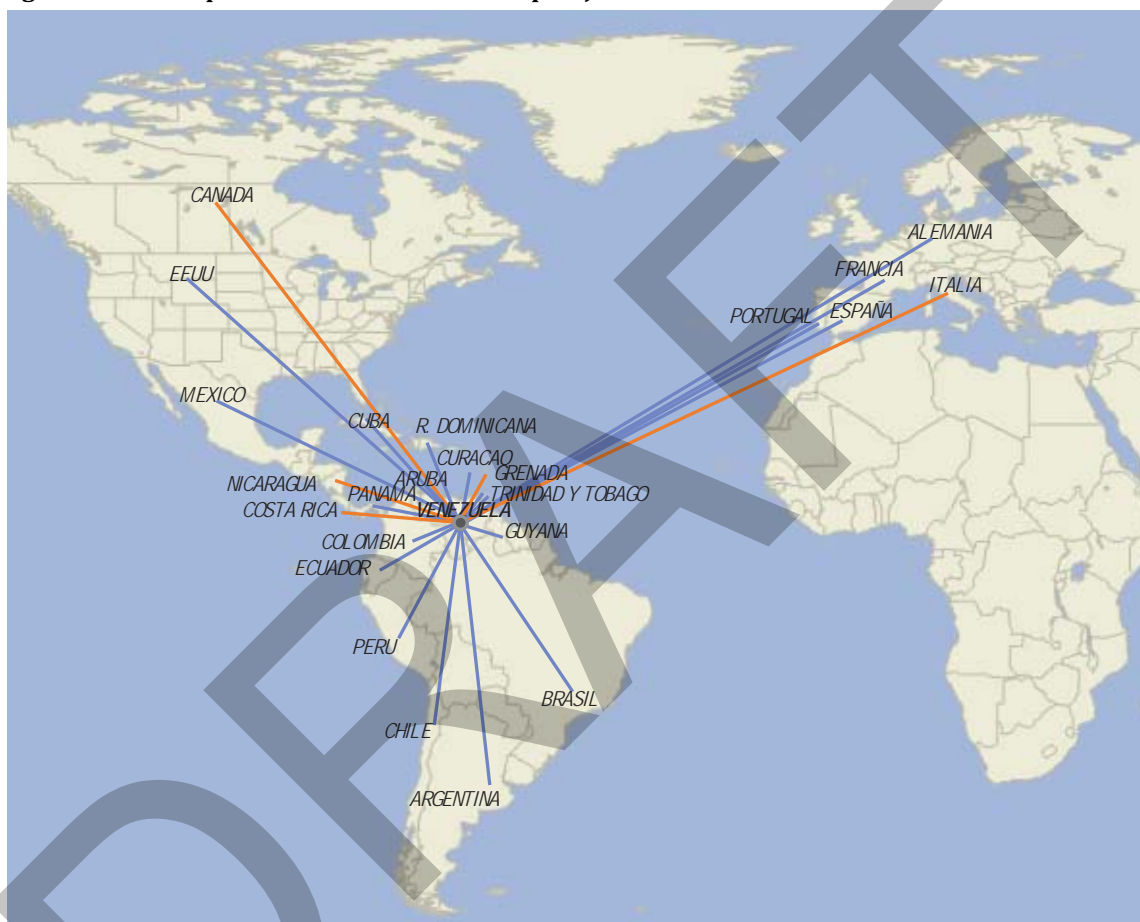 CANADA
EEUU
MEXICO
CUBA
R. DOMINICANA
CURACAO
GRENADA
ARUBA
NICARAGUA
PANAMA
TRINIDAD Y TOBAGO
COSTA RICA
VENEZUELA
GUYANA
COLOMBIA
ECUADOR
PERU
BRASIL
CHILE
ARGENTINA
ALEMANIA
FRANCIA
ITALIA
PORTUGAL
ESPAÑA
DRAFT